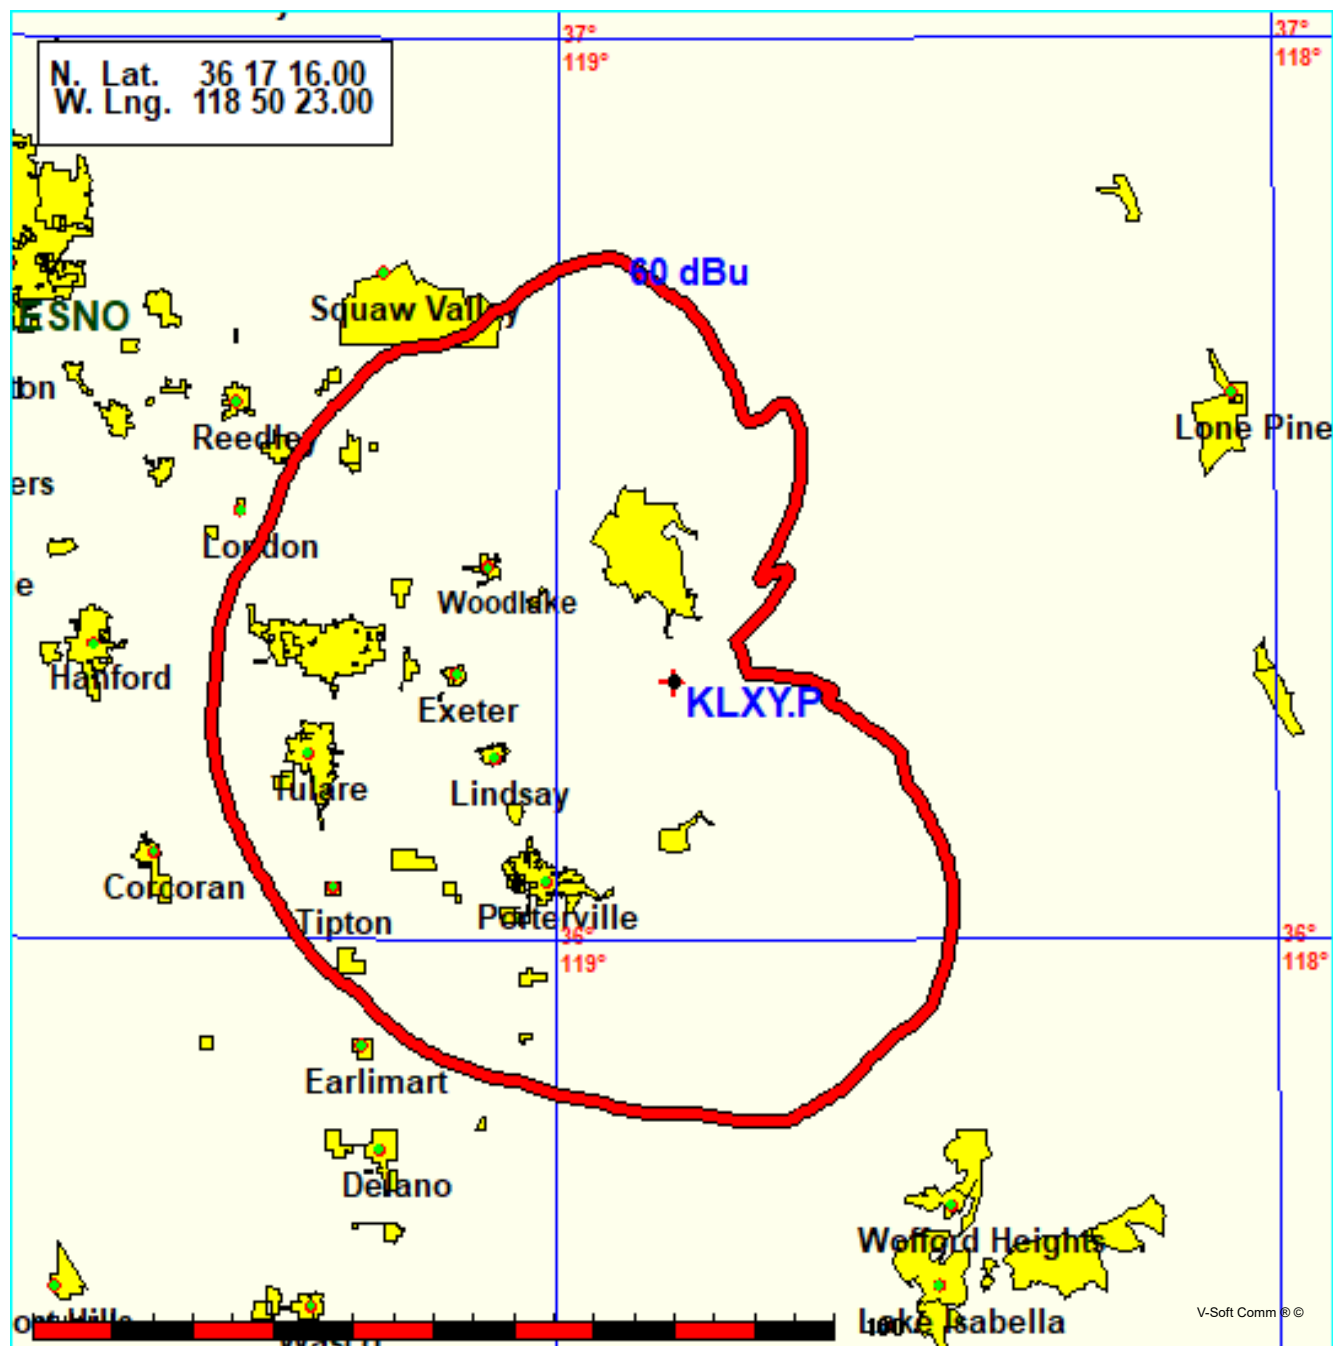 37°
119°
37°
118°
N. Lat. 36 17 16.00
W. Lng. 118 50 23.00
60 dBu
Squaw Valley
ESNO
Reedley
Lone Pine
ers
London
e
Woodlake
Hanford
KLXY.P
Exeter
Tulare
Lindsay
Corcoran
Tipton
Porterville
36°
119°
36°
118°
Earlimart
Delano
Wofford Heights
Lake Isabella
V-Soft Comm ® ©